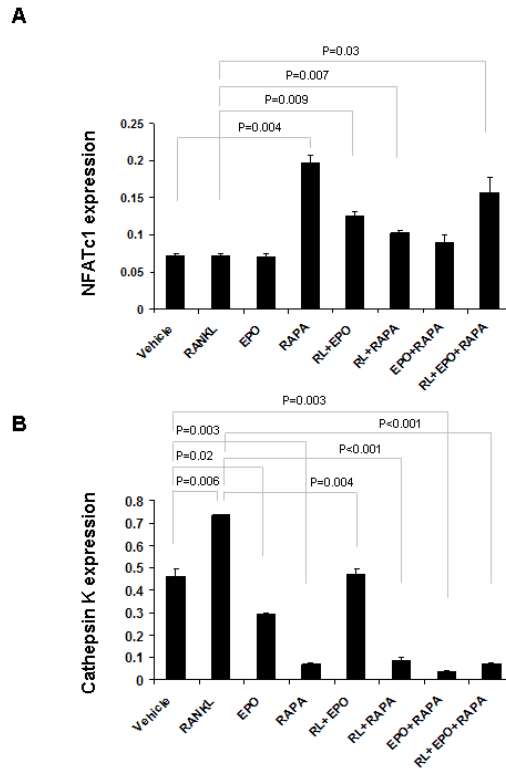 A
P=0.03
P=0.007
P=0.009
P=0.004
NFATc1 expression
0.25
0.2
0.15
0.1
0.05
0
Vehicle
RANKL
EPO
RAPA
RL+EPO
RL+RAPA
EPO+RAPA
RL+EPO+RAPA
B
P=0.003
P=0.003
P<0.001
P=0.02
P<0.001
P=0.006
P=0.004
Cathepsin K expression
0.8
0.7
0.6
0.5
0.4
0.3
0.2
0.1
0
Vehicle
RANKL
EPO
RAPA
RL+EPO
RL+RAPA
EPO+RAPA
RL+EPO+RAPA